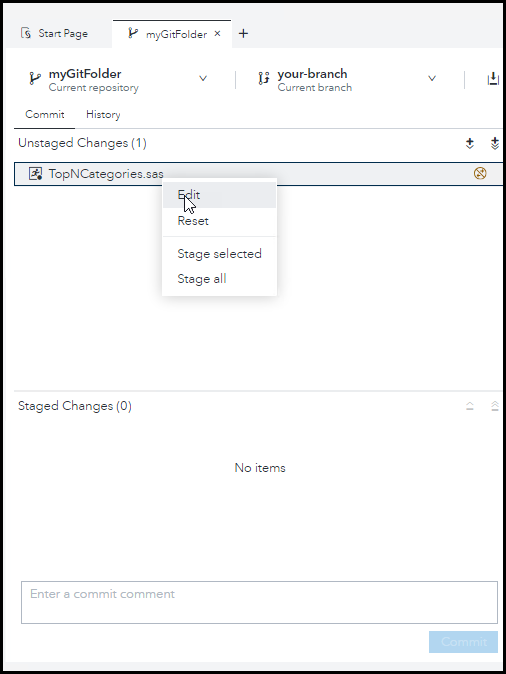 Start Page
myGitFolder ×
+
myGitFolder
Current repository
your-branch
Current branch
Commit
History
Unstaged Changes (1)
TopNCategories.sas
Edit
Reset
Stage selected
Stage all
Staged Changes (0)
No items
Enter a commit comment
Commit